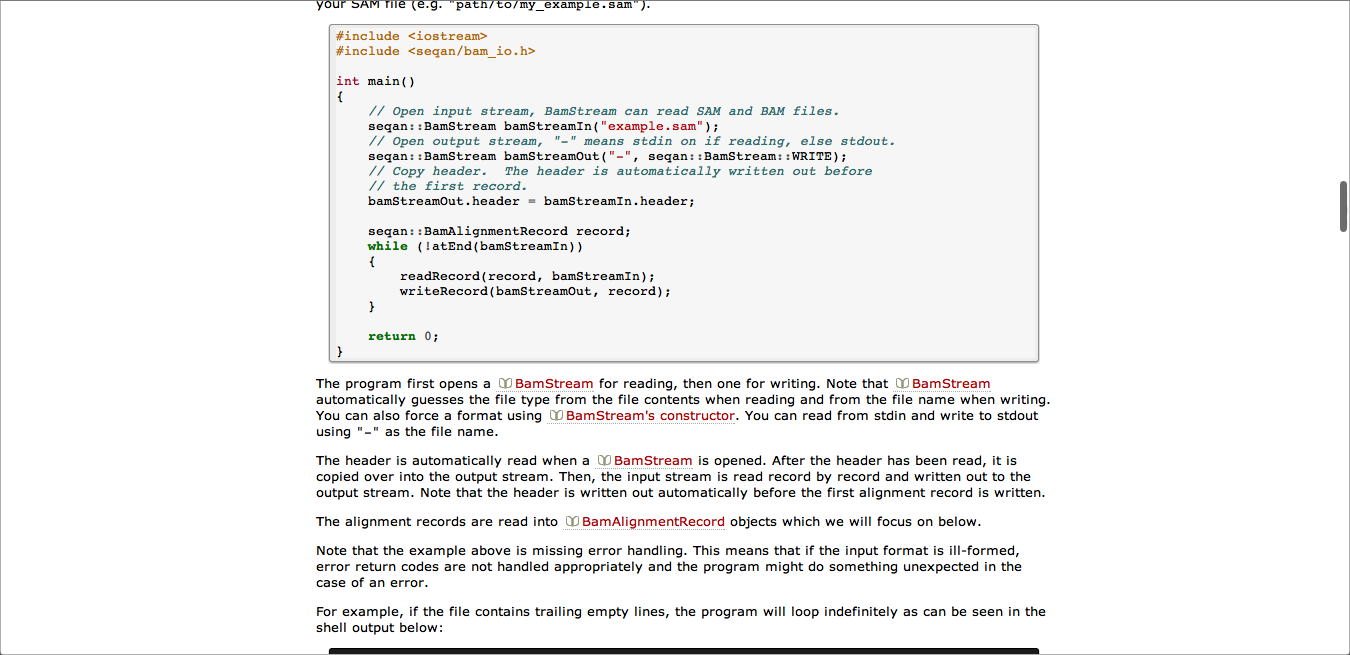 your SAM file (e.g. "path/to/my_example.sam").
#include <iostream>
#include <seqan/bam_io.h>
int main()
{
    // Open input stream, BamStream can read SAM and BAM files.
    seqan::BamStream bamStreamIn("example.sam");
    // Open output stream, "-" means stdin on if reading, else stdout.
    seqan::BamStream bamStreamOut("-", seqan::BamStream::WRITE);
    // Copy header.  The header is automatically written out before
    // the first record.
    bamStreamOut.header = bamStreamIn.header;
    seqan::BamAlignmentRecord record;
    while (!atEnd(bamStreamIn))
    {
        readRecord(record, bamStreamIn);
        writeRecord(bamStreamOut, record);
    }
    return 0;
}
The program first opens a BamStream for reading, then one for writing. Note that BamStream
automatically guesses the file type from the file contents when reading and from the file name when writing.
You can also force a format using BamStream's constructor. You can read from stdin and write to stdout
using "-" as the file name.
The header is automatically read when a BamStream is opened. After the header has been read, it is
copied over into the output stream. Then, the input stream is read record by record and written out to the
output stream. Note that the header is written out automatically before the first alignment record is written.
The alignment records are read into BamAlignmentRecord objects which we will focus on below.
Note that the example above is missing error handling. This means that if the input format is ill-formed,
error return codes are not handled appropriately and the program might do something unexpected in the
case of an error.
For example, if the file contains trailing empty lines, the program will loop indefinitely as can be seen in the
shell output below: